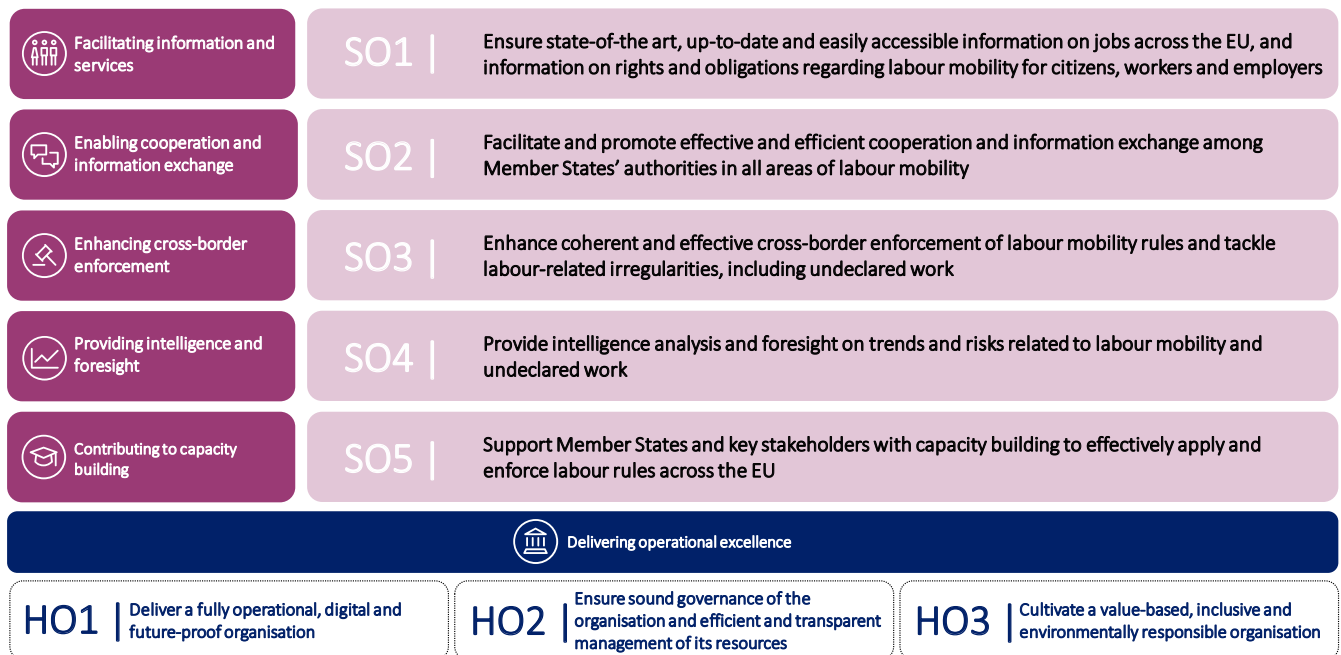 Facilitating information and
services
SO1 |
Ensure state-of-the art, up-to-date and easily accessible information on jobs across the EU, and
information on rights and obligations regarding labour mobility for citizens, workers and employers
Enabling cooperation and
information exchange
SO2 |
Facilitate and promote effective and efficient cooperation and information exchange among
Member States’ authorities in all areas of labour mobility
Enhancing cross-border
enforcement
SO3 |
Enhance coherent and effective cross-border enforcement of labour mobility rules and tackle
labour-related irregularities, including undeclared work
Providing intelligence and
foresight
SO4 |
Provide intelligence analysis and foresight on trends and risks related to labour mobility and
undeclared work
Contributing to capacity
building
SO5 |
Support Member States and key stakeholders with capacity building to effectively apply and
enforce labour rules across the EU
Delivering operational excellence
HO1 |
Deliver a fully operational, digital and
future-proof organisation
HO2 |
Ensure sound governance of the
organisation and efficient and transparent
management of its resources
HO3 |
Cultivate a value-based, inclusive and
environmentally responsible organisation